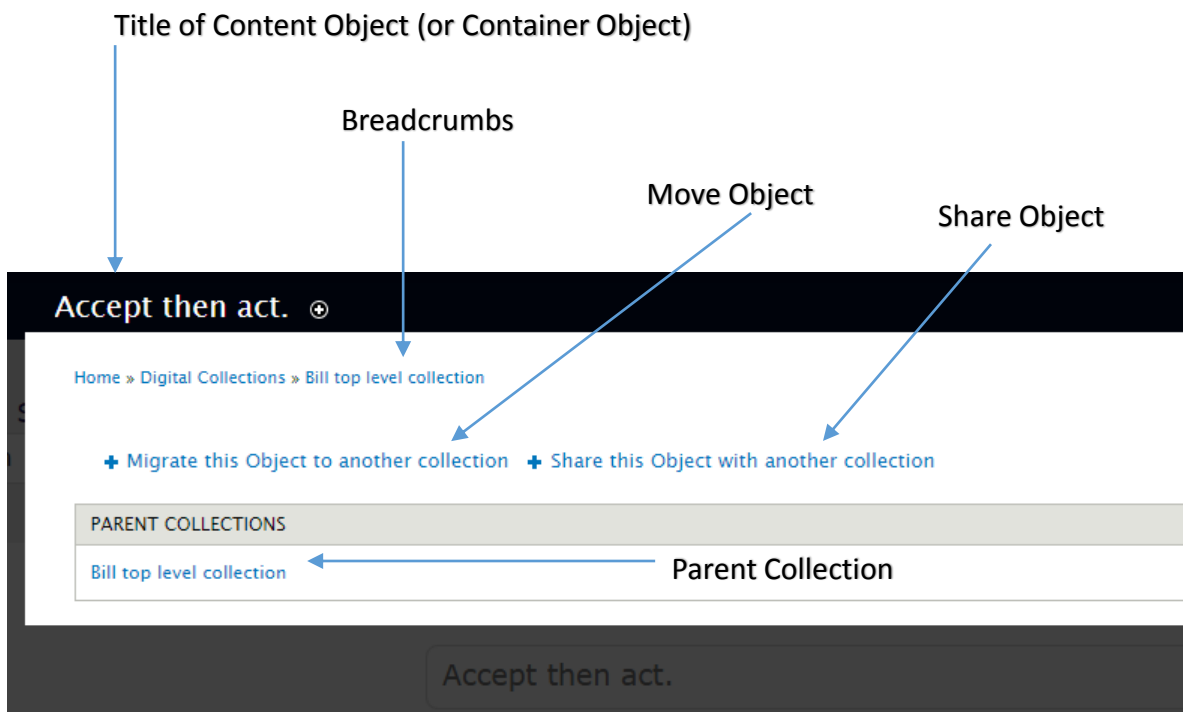 Title of Content Object (or Container Object)
Breadcrumbs
Move Object
Share Object
Accept then act.
Home » Digital Collections » Bill top level collection
+ Migrate this Object to another collection + Share this Object with another collection
PARENT COLLECTIONS
Bill top level collection
Parent Collection
Accept then act.